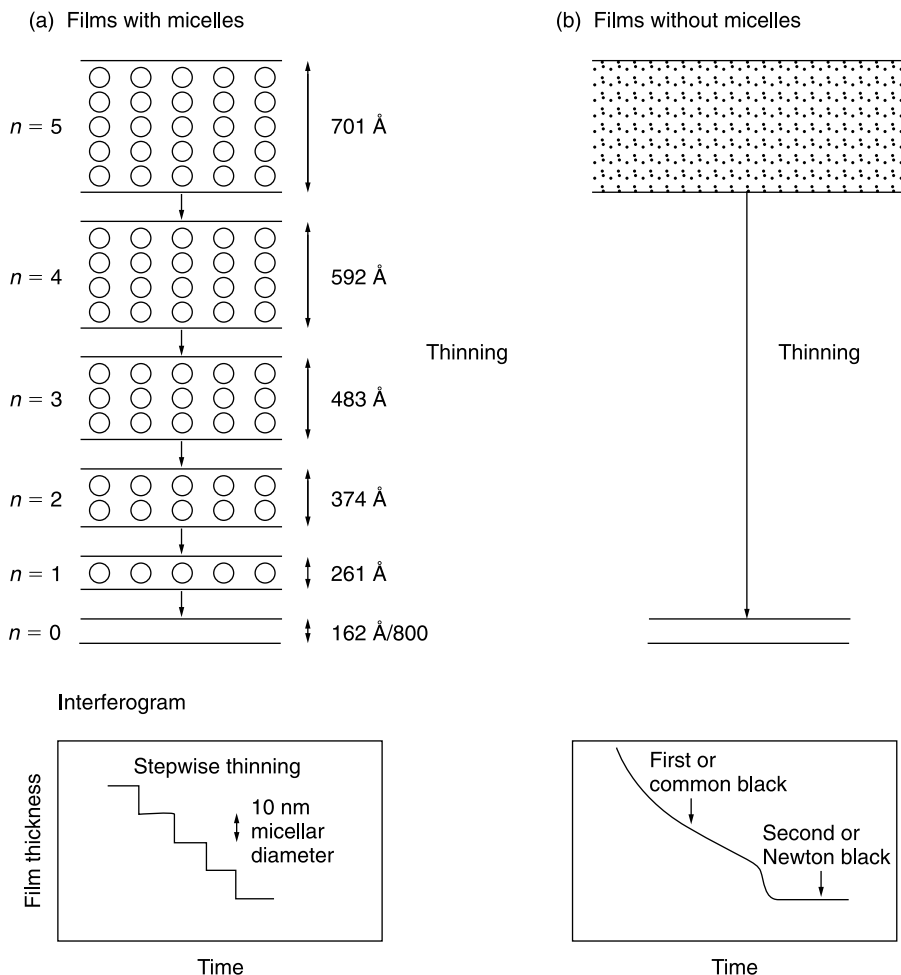 (a) Films with micelles
n = 5
701 Å
n = 4
592 Å
n = 3
483 Å
n = 2
374 Å
n = 1
261 Å
n = 0
162 Å/800
Thinning
(b) Films without micelles
Thinning
Interferogram
Film thickness
Stepwise thinning
10 nm
micellar
diameter
Time
First or
common black
Second or
Newton black
Time